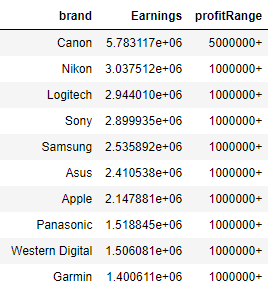 brand Earnings profitRange
Canon 5.783117e+06 5000000+
Nikon 3.037512e+06 1000000+
Logitech 2.944010e+06 1000000+
Sony 2.899935e+06 1000000+
Samsung 2.535892e+06 1000000+
Asus 2.410538e+06 1000000+
Apple 2.147881e+06 1000000+
Panasonic 1.518845e+06 1000000+
Western Digital 1.506081e+06 1000000+
Garmin 1.400611e+06 1000000+